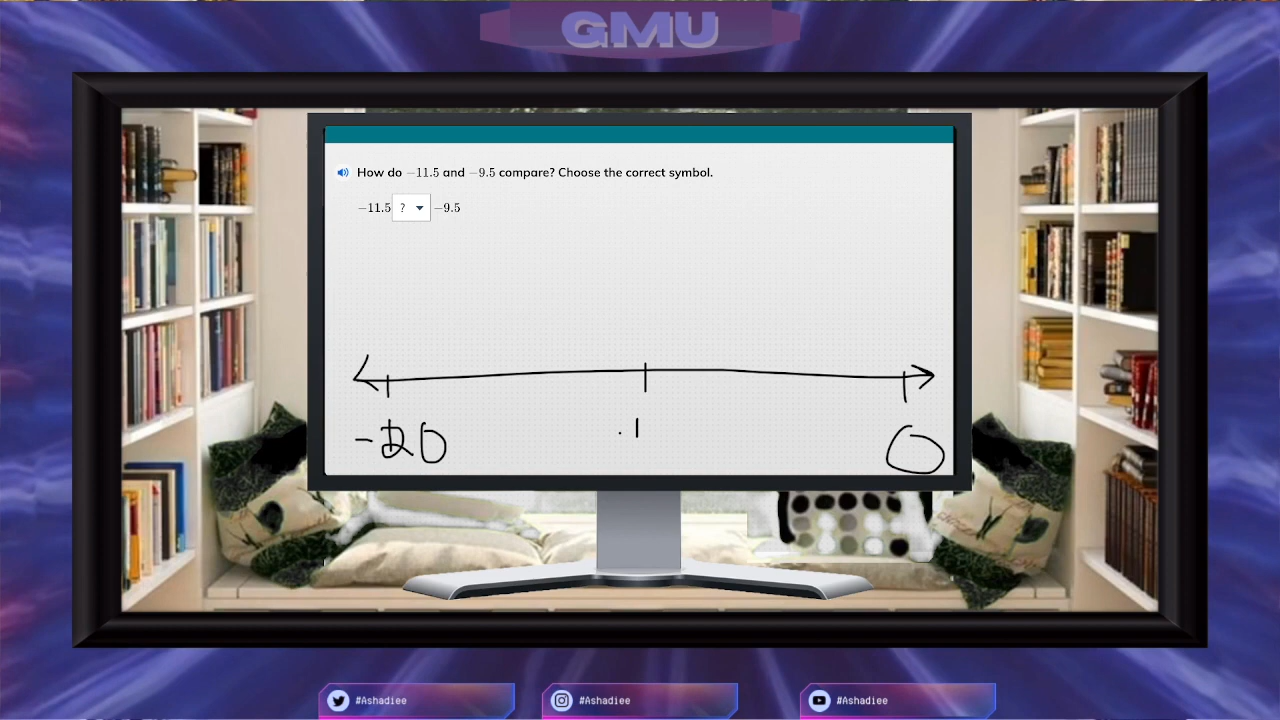 GMU
How do −11.5 and −9.5 compare? Choose the correct symbol.
−11.5 ? −9.5
-20 .1 0
#Ashadiee #Ashadiee #Ashadiee